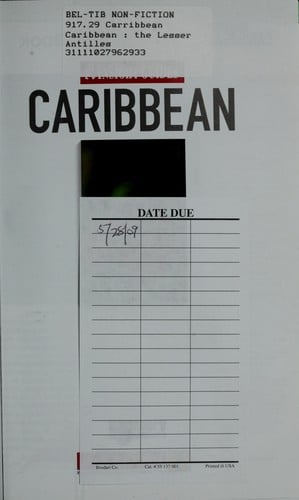 BEL-TIB NON-FICTION
917.29 Carribbean
Caribbean : the Lesser
Antilles
31111027962933
CARIBBEAN
DATE DUE
5/28/09
Brodart Co.
Cat. # 55 137 001
Printed in USA